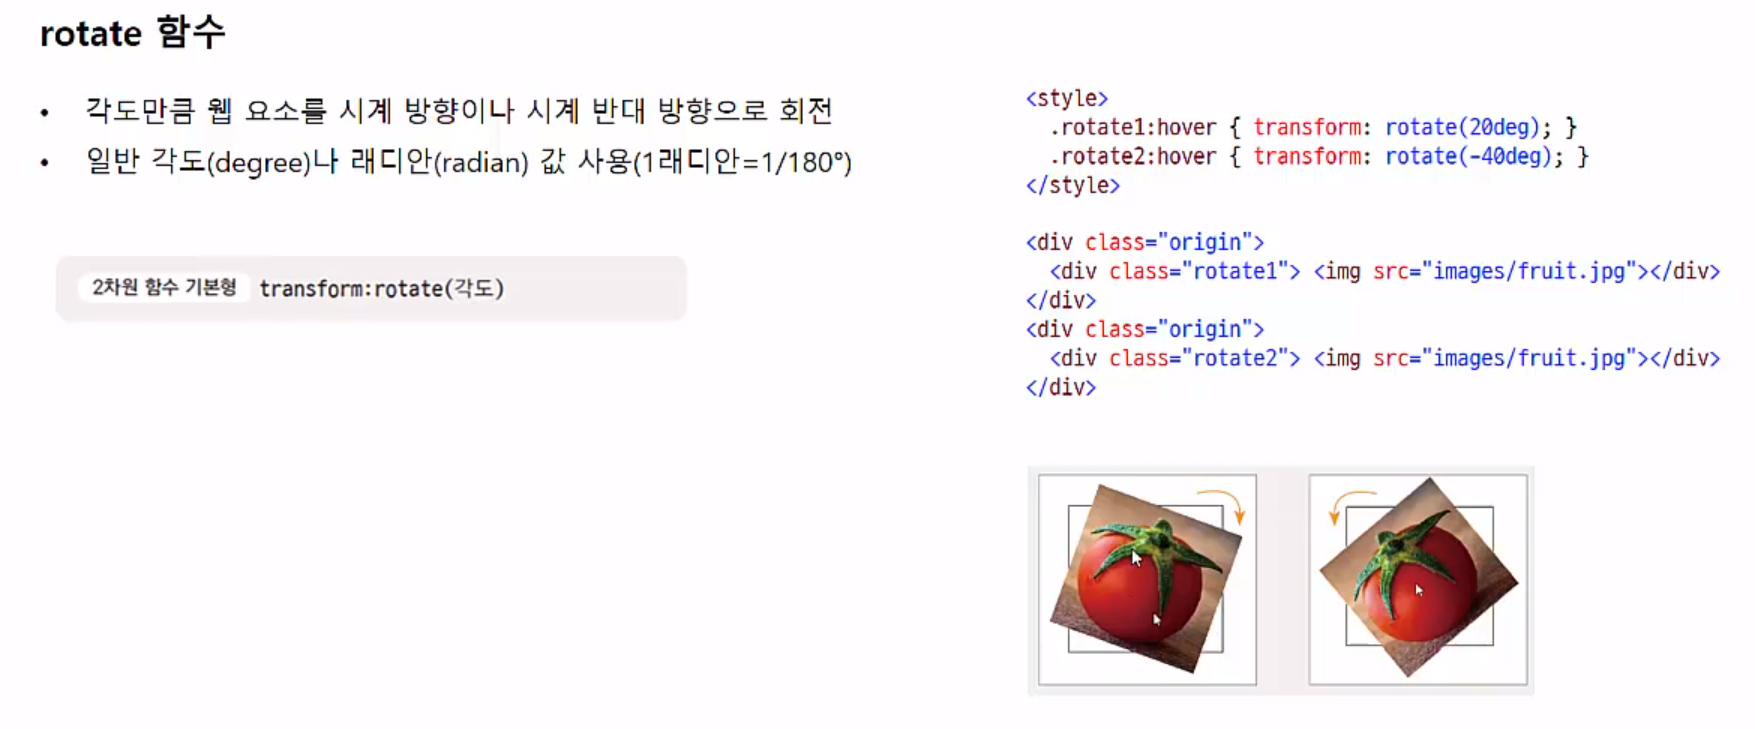 rotate 함수
• 각도만큼 웹 요소를 시계 방향이나 시계 반대 방향으로 회전
• 일반 각도(degree)나 래디안(radian) 값 사용(1래디안=1/180°)
2차원 함수 기본형 transform:rotate(각도)
<style>
.rotate1:hover { transform: rotate(20deg); }
.rotate2:hover { transform: rotate(-40deg); }
</style>
<div class="origin">
<div class="rotate1"> <img src="images/fruit.jpg"></div>
</div>
<div class="origin">
<div class="rotate2"> <img src="images/fruit.jpg"></div>
</div>